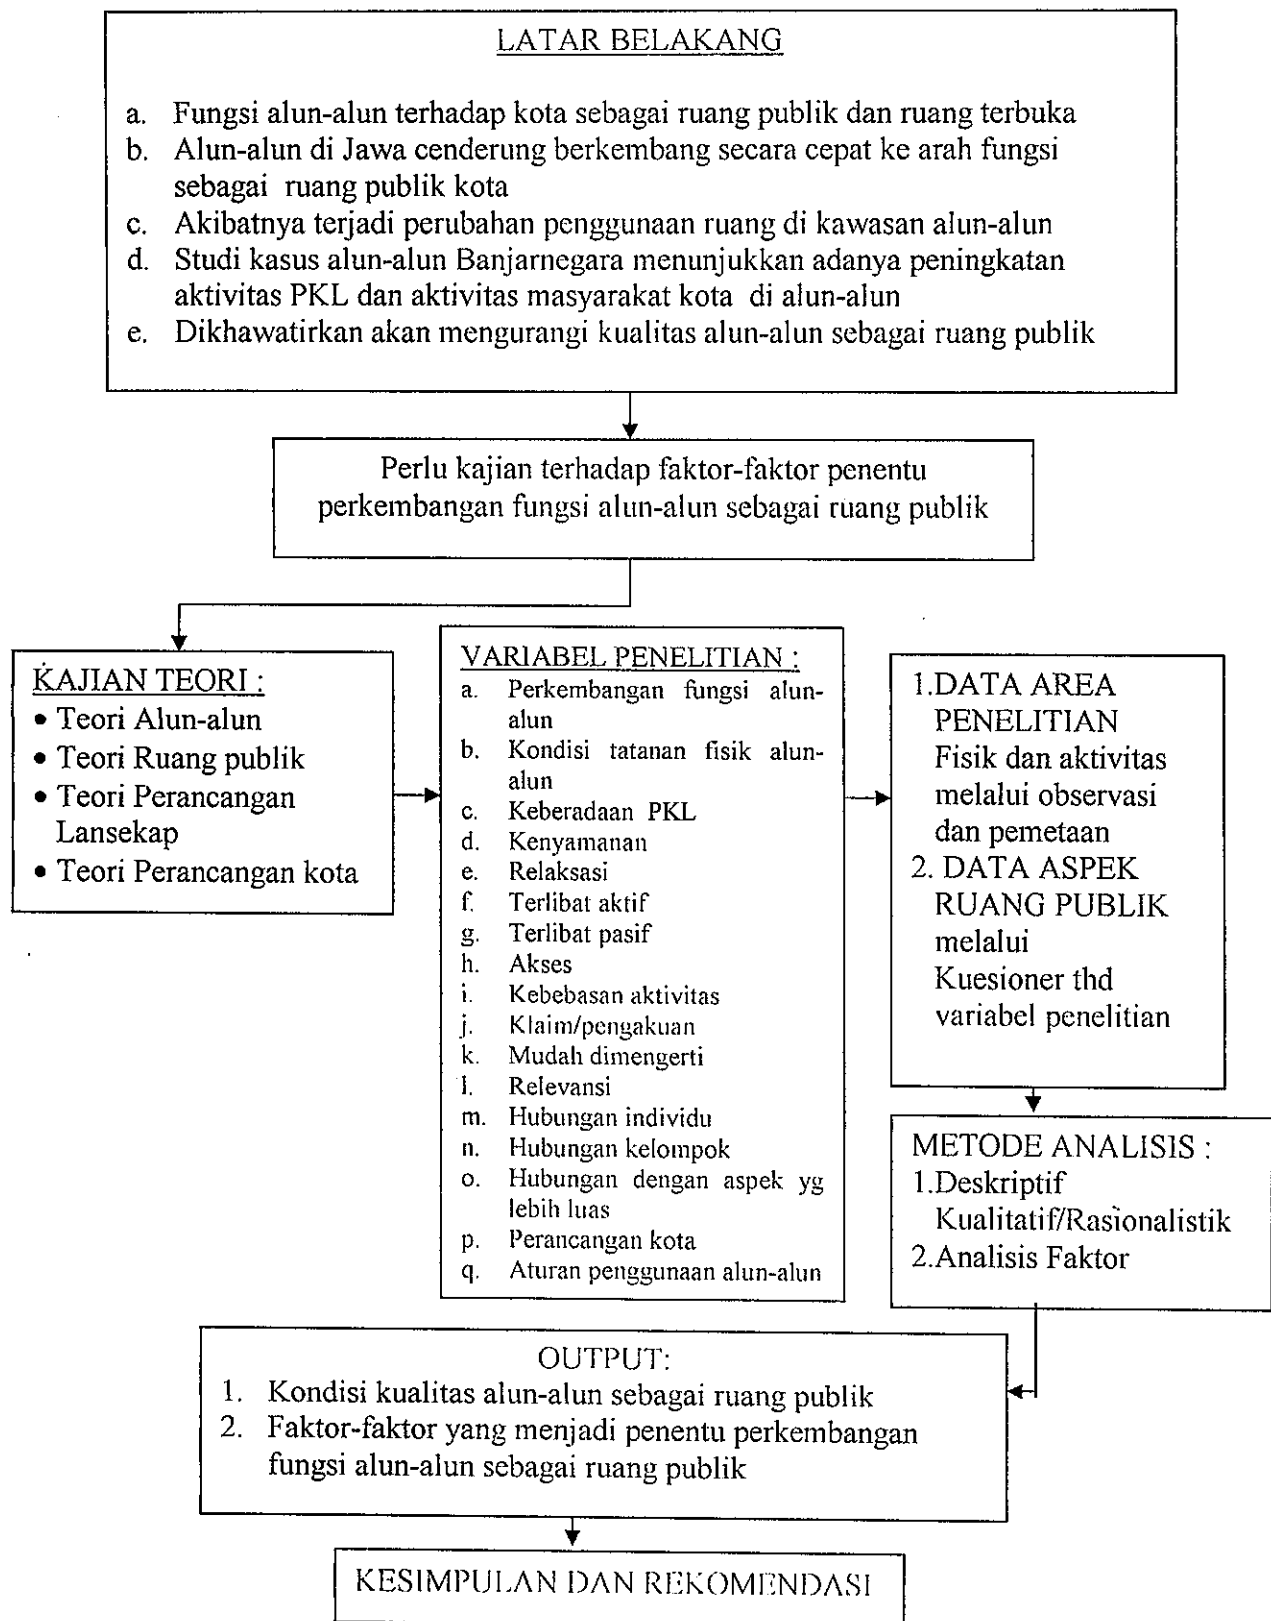 LATAR BELAKANG
a. Fungsi alun-alun terhadap kota sebagai ruang publik dan ruang terbuka
b. Alun-alun di Jawa cenderung berkembang secara cepat ke arah fungsi
sebagai ruang publik kota
c. Akibatnya terjadi perubahan penggunaan ruang di kawasan alun-alun
d. Studi kasus alun-alun Banjarnegara menunjukkan adanya peningkatan
aktivitas PKL dan aktivitas masyarakat kota di alun-alun
e. Dikhawatirkan akan mengurangi kualitas alun-alun sebagai ruang publik
Perlu kajian terhadap faktor-faktor penentu
perkembangan fungsi alun-alun sebagai ruang publik
KAJIAN TEORI :
• Teori Alun-alun
• Teori Ruang publik
• Teori Perancangan
Lansekap
• Teori Perancangan kota
VARIABEL PENELITIAN :
a. Perkembangan fungsi alun-
alun
b. Kondisi tatanan fisik alun-
alun
c. Keberadaan PKL
d. Kenyamanan
e. Relaksasi
f. Terlibat aktif
g. Terlibat pasif
h. Akses
i. Kebebasan aktivitas
j. Klaim/pengakuan
k. Mudah dimengerti
l. Relevansi
m. Hubungan individu
n. Hubungan kelompok
o. Hubungan dengan aspek yg
lebih luas
p. Perancangan kota
q. Aturan penggunaan alun-alun
1.DATA AREA
PENELITIAN
Fisik dan aktivitas
melalui observasi
dan pemetaan
2. DATA ASPEK
RUANG PUBLIK
melalui
Kuesioner thd
variabel penelitian
METODE ANALISIS :
1.Deskriptif
Kualitatif/Rasionalistik
2.Analisis Faktor
OUTPUT:
1. Kondisi kualitas alun-alun sebagai ruang publik
2. Faktor-faktor yang menjadi penentu perkembangan
fungsi alun-alun sebagai ruang publik
KESIMPULAN DAN REKOMENDASI